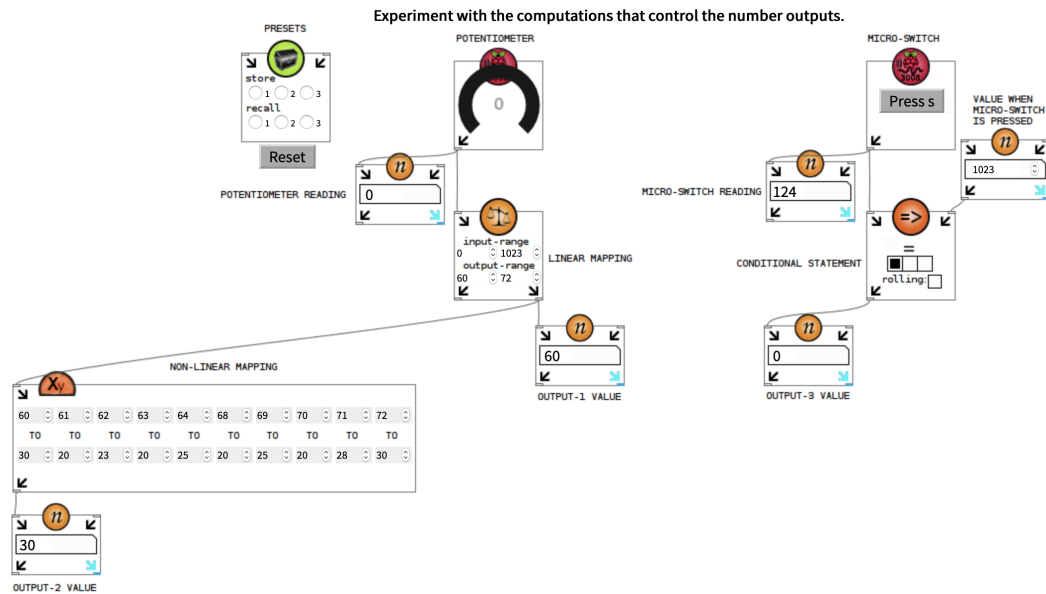 Experiment with the computations that control the number outputs.
PRESETS
store
1 2 3
recall
1 2 3
Reset
POTENTIOMETER
0
POTENTIOMETER READING
n
0
input-range
0 1023
output-range
60 72
LINEAR MAPPING
n
60
OUTPUT-1 VALUE
NON-LINEAR MAPPING
Xy
60 61 62 63 64 68 69 70 71 72
TO TO TO TO TO TO TO TO TO TO
30 20 23 20 25 20 25 20 28 30
n
30
OUTPUT-2 VALUE
MICRO-SWITCH
3008
Press s
VALUE WHEN
MICRO-SWITCH
IS PRESSED
n
1023
MICRO-SWITCH READING
n
124
CONDITIONAL STATEMENT
=>
=
rolling:
n
0
OUTPUT-3 VALUE